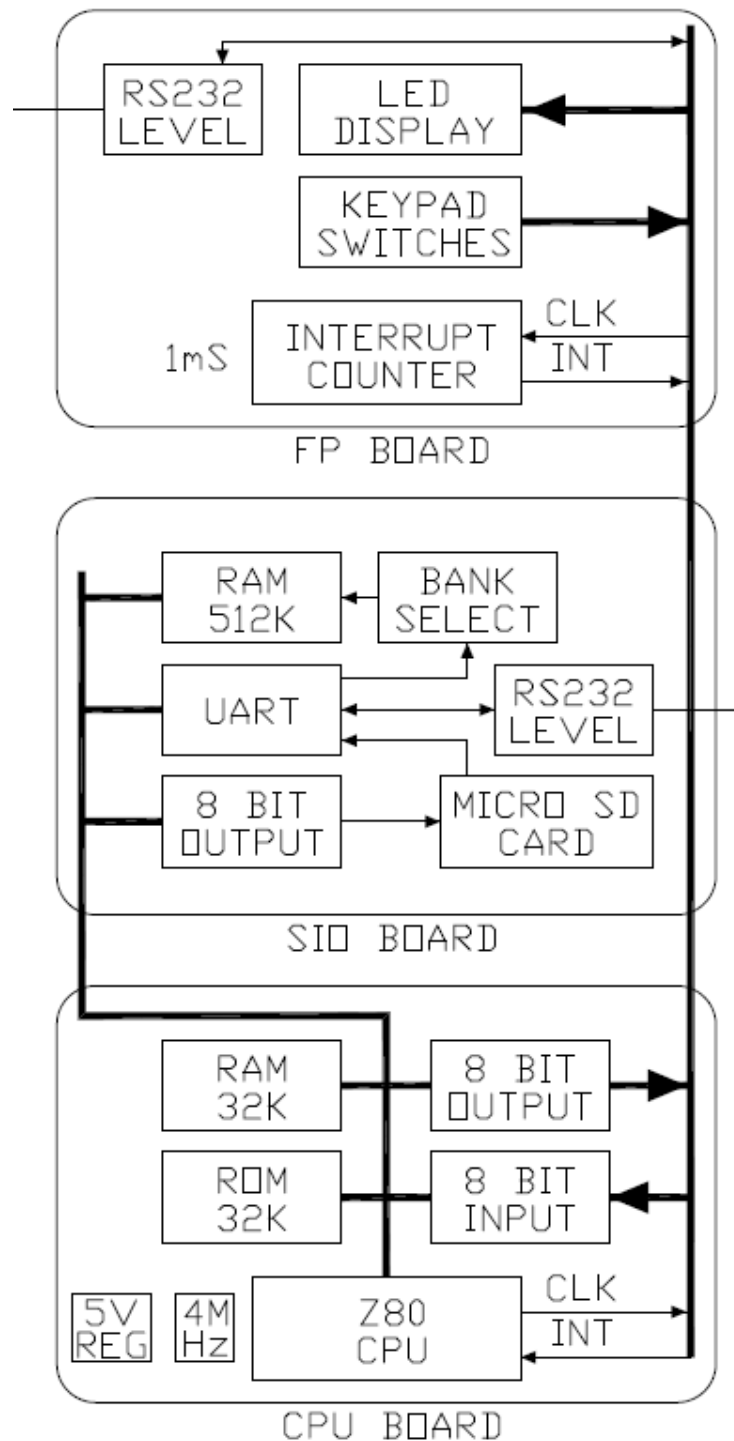 RS232
LEVEL
LED
DISPLAY
KEYPAD
SWITCHES
1mS
INTERRUPT
COUNTER
CLK
INT
FP BOARD
RAM
512K
BANK
SELECT
UART
RS232
LEVEL
8 BIT
OUTPUT
MICRO SD
CARD
SIO BOARD
RAM
32K
8 BIT
OUTPUT
ROM
32K
8 BIT
INPUT
5V
REG
4M
Hz
Z80
CPU
CLK
INT
CPU BOARD